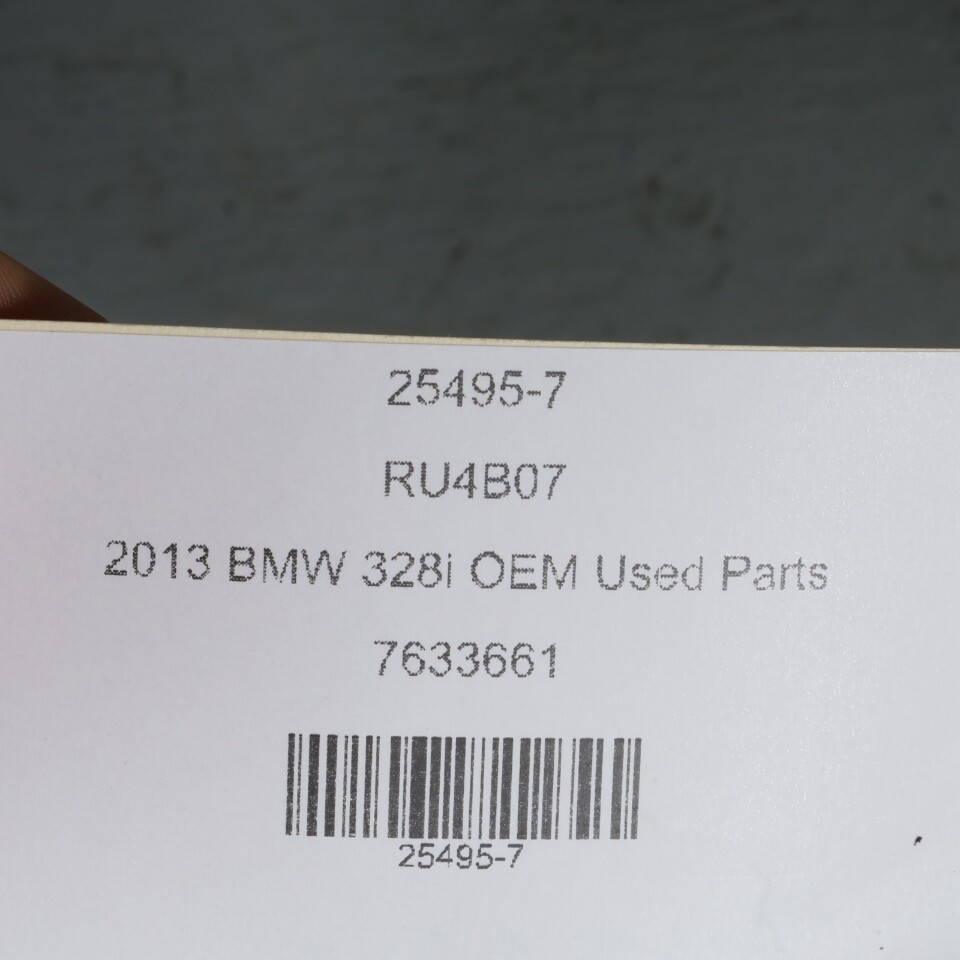 25495-7
RU4B07
2013 BMW 328i OEM Used Parts
7633661
25495-7